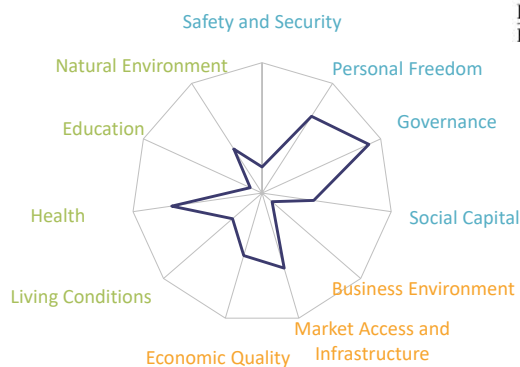 Safety and Security
Natural Environment
Personal Freedom
Education
Governance
Health
Social Capital
Living Conditions
Business Environment
Market Access and
Infrastructure
Economic Quality